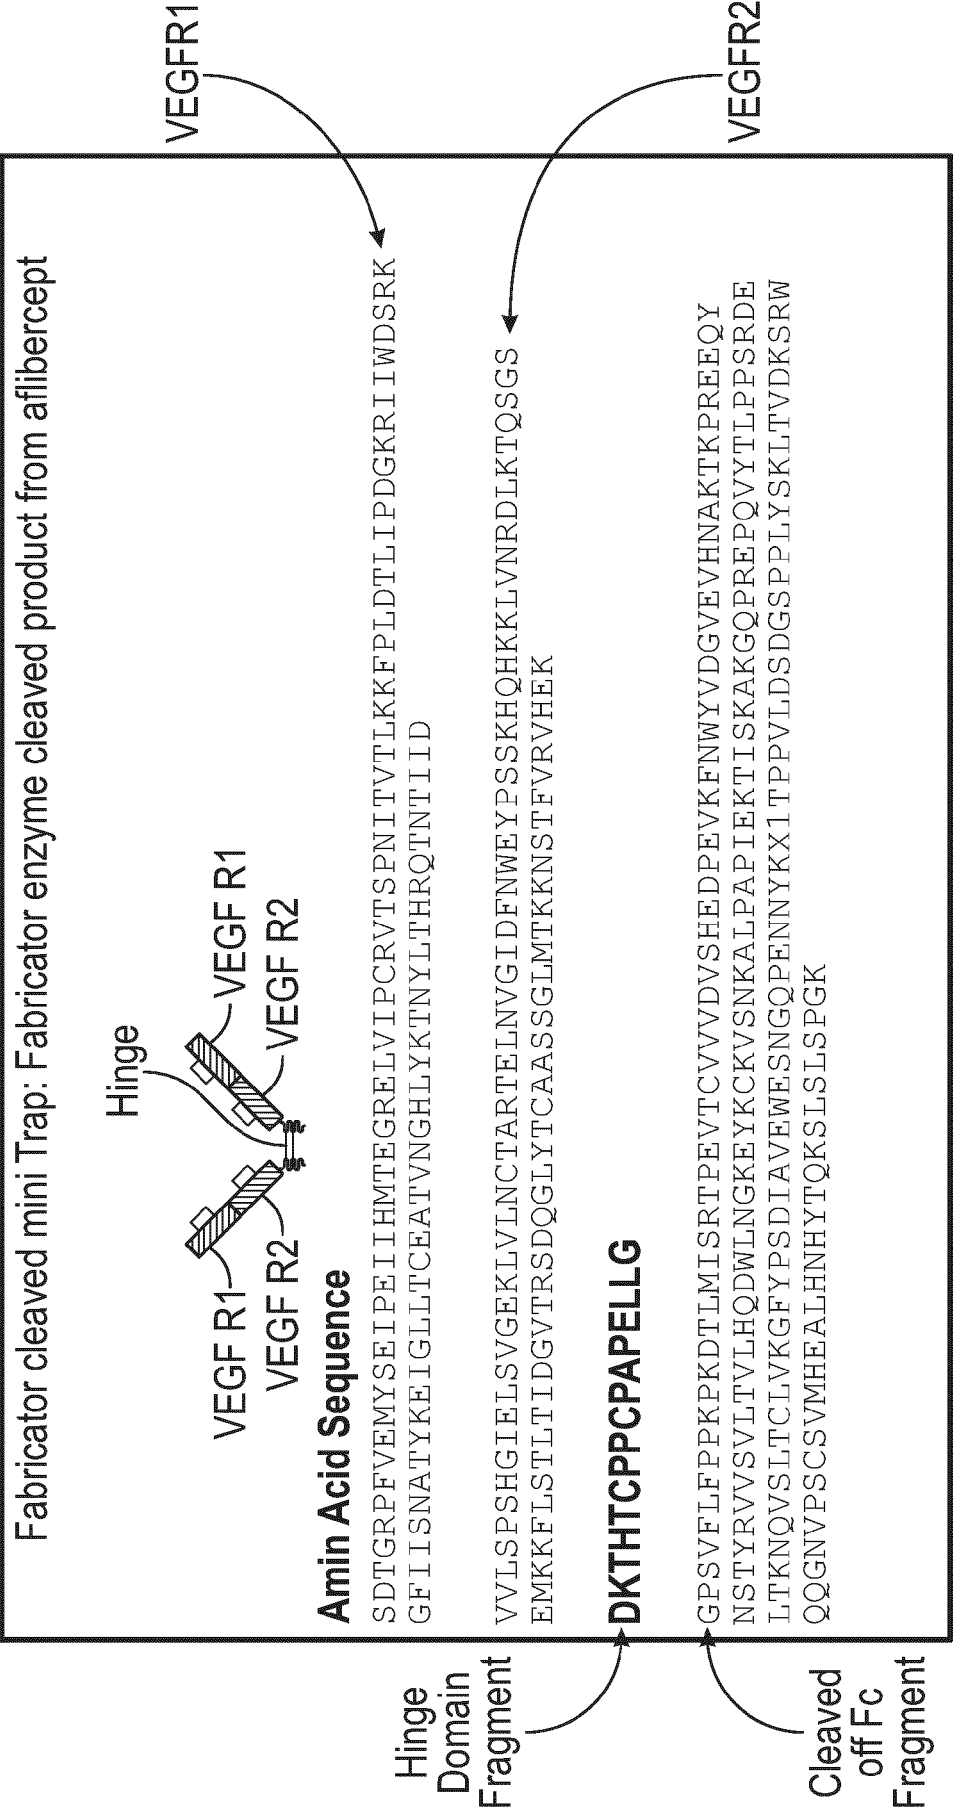 Fabricator cleaved mini Trap: Fabricator enzyme cleaved product from aflibercept
Hinge
VEGF R1
VEGF R1
VEGF R2
VEGF R2
Amin Acid Sequence
SDTGRPFVEMYSEIPEIIHMTEGRELVIPCRVTSPNITVTLKKFPLDTLIPDGKRIIWDSRK
GFIISNATYKEIGLLTCEATVNGHLYKTNYLTHRQTNTIID
VEGFR1
VVLSPSHGIELSVGEKLVLNCTARTELNVGIDFNWEYPSSKHQHKKLVNRDLKTQSGS
EMKKFLSTLTIDGVTRSDQGLYTCAASSGLMTKKNSTFVRVHEK
VEGFR2
Hinge
Domain
Fragment
DKTHTCPPCPAPELLG
Cleaved
off Fc
Fragment
GPSVFLFPPKPKDTLMISRTPEVTCVVVDVSHEDPEVKFNWYVDGVEVHNAKTKPREEQY
NSTYRVVSVLTVLHQDWLNGKEYKCKVSNKALPAPIEKTISKAKGQPREPQVYTLPPSRDE
LTKNQVSLTCLVKGFYPSDIAVEWESNGQPENNYKX1TPPVLDSDGSPPLYSKLTVDKSRW
QQGNVPSCSVMHEALHNHYTQKSLSLSPGK